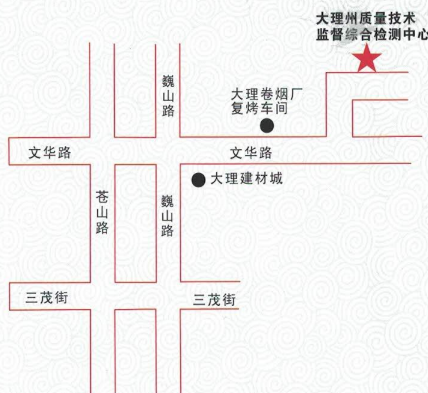 大理州质量技术
监督综合检测中心
巍山路
大理卷烟厂
复烤车间
文华路
文华路
大理建材城
苍山路
巍山路
三茂街
三茂街